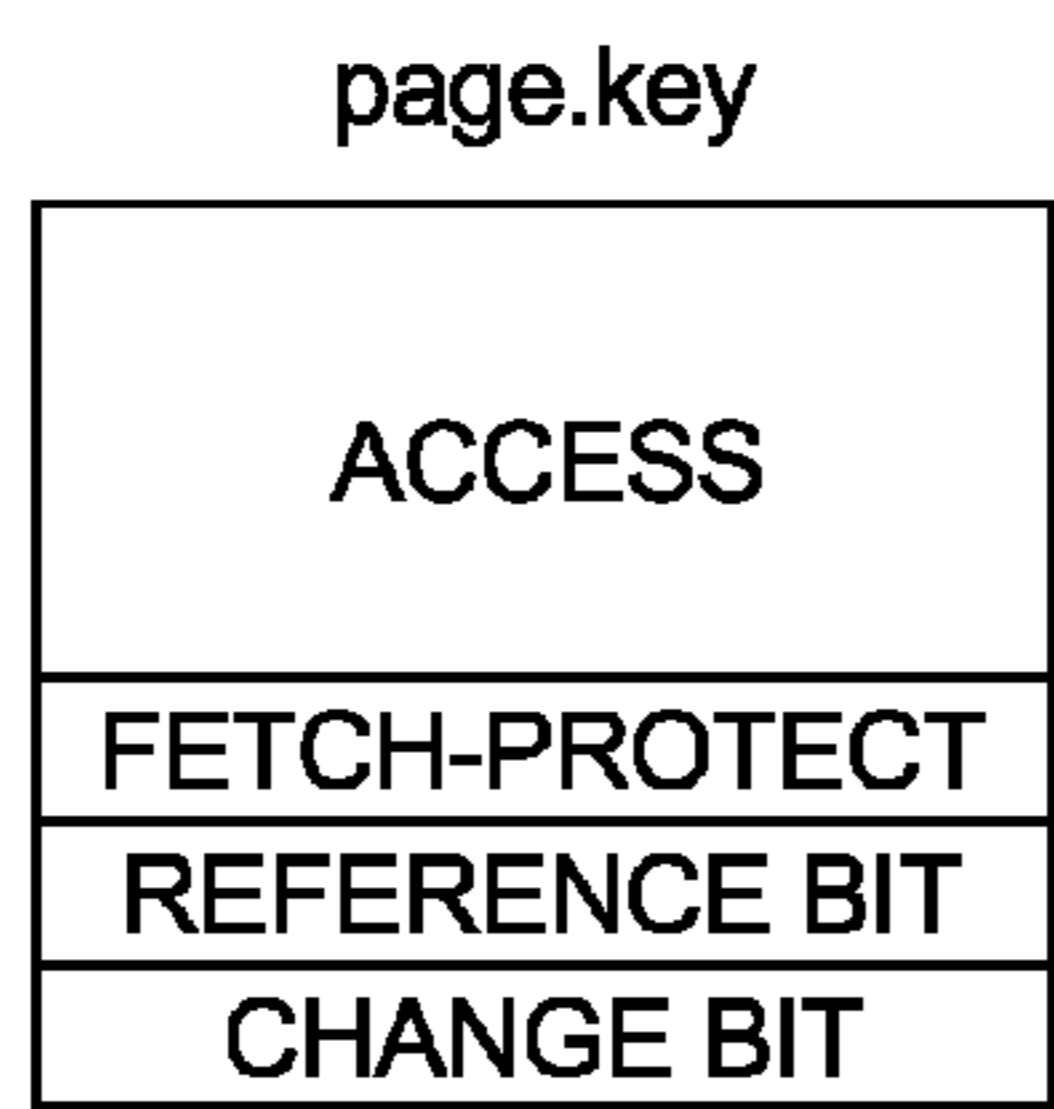 page.key
ACCESS
FETCH-PROTECT
REFERENCE BIT
CHANGE BIT